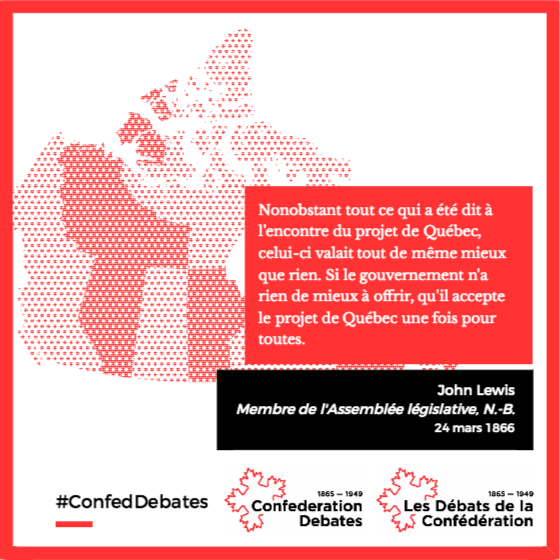 Nonobstant tout ce qui a été dit à
l'encontre du projet de Québec,
celui-ci valait tout de même mieux
que rien. Si le gouvernement n'a
rien de mieux à offrir, qu'il accepte
le projet de Québec une fois pour
toutes.
John Lewis
Membre de l'Assemblée législative, N.-B.
24 mars 1866
#ConfedDebates
1865 — 1949
Confederation
Debates
1865 — 1949
Les Débats de la
Confédération